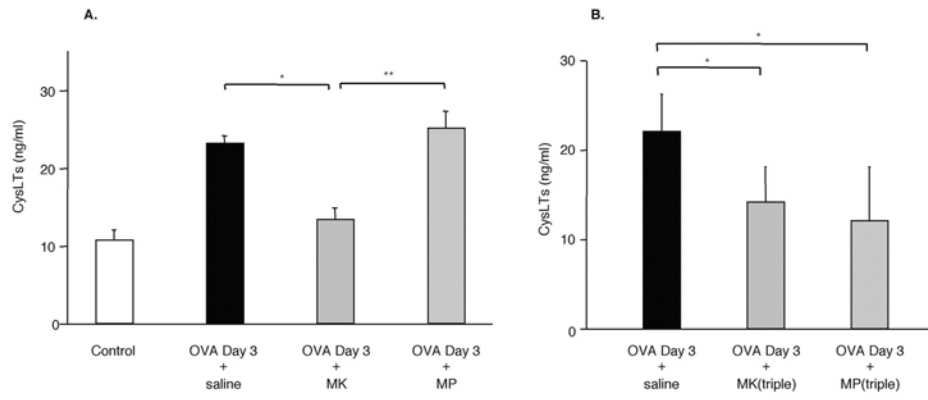 A.
CysLTs (ng/ml)
30
20
10
0
*
**
Control
OVA Day 3
+
saline
OVA Day 3
+
MK
OVA Day 3
+
MP
B.
CysLTs (ng/ml)
30
20
10
0
*
*
OVA Day 3
+
saline
OVA Day 3
+
MK(triple)
OVA Day 3
+
MP(triple)